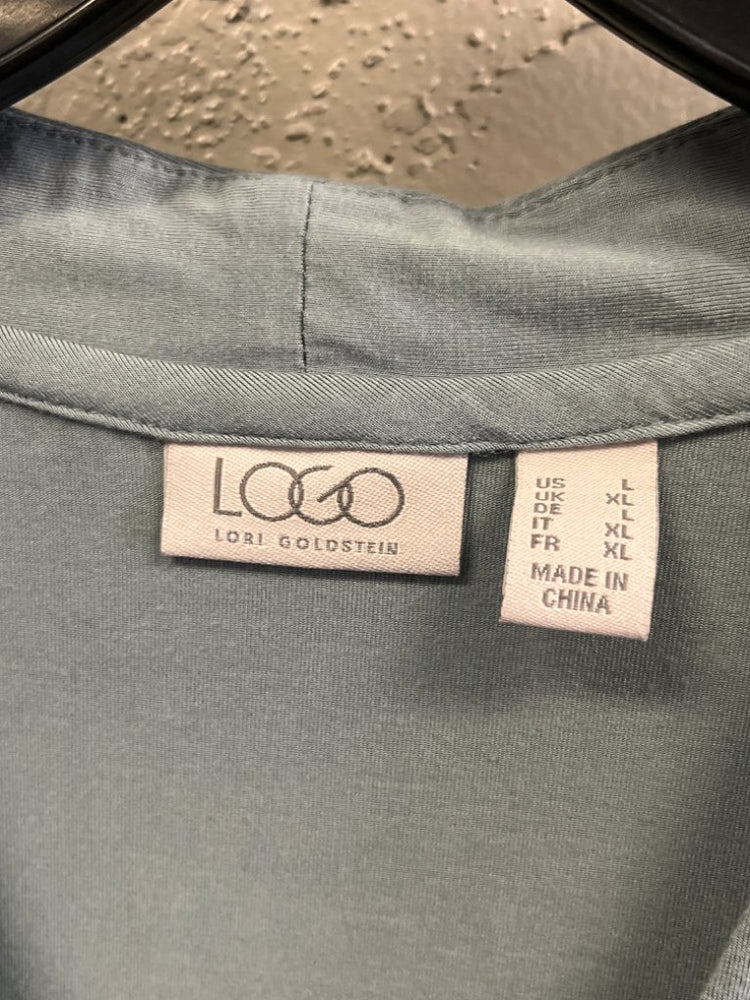 LOGO
LORI GOLDSTEIN
US L
UK XL
DE L
IT XL
FR XL
MADE IN
CHINA